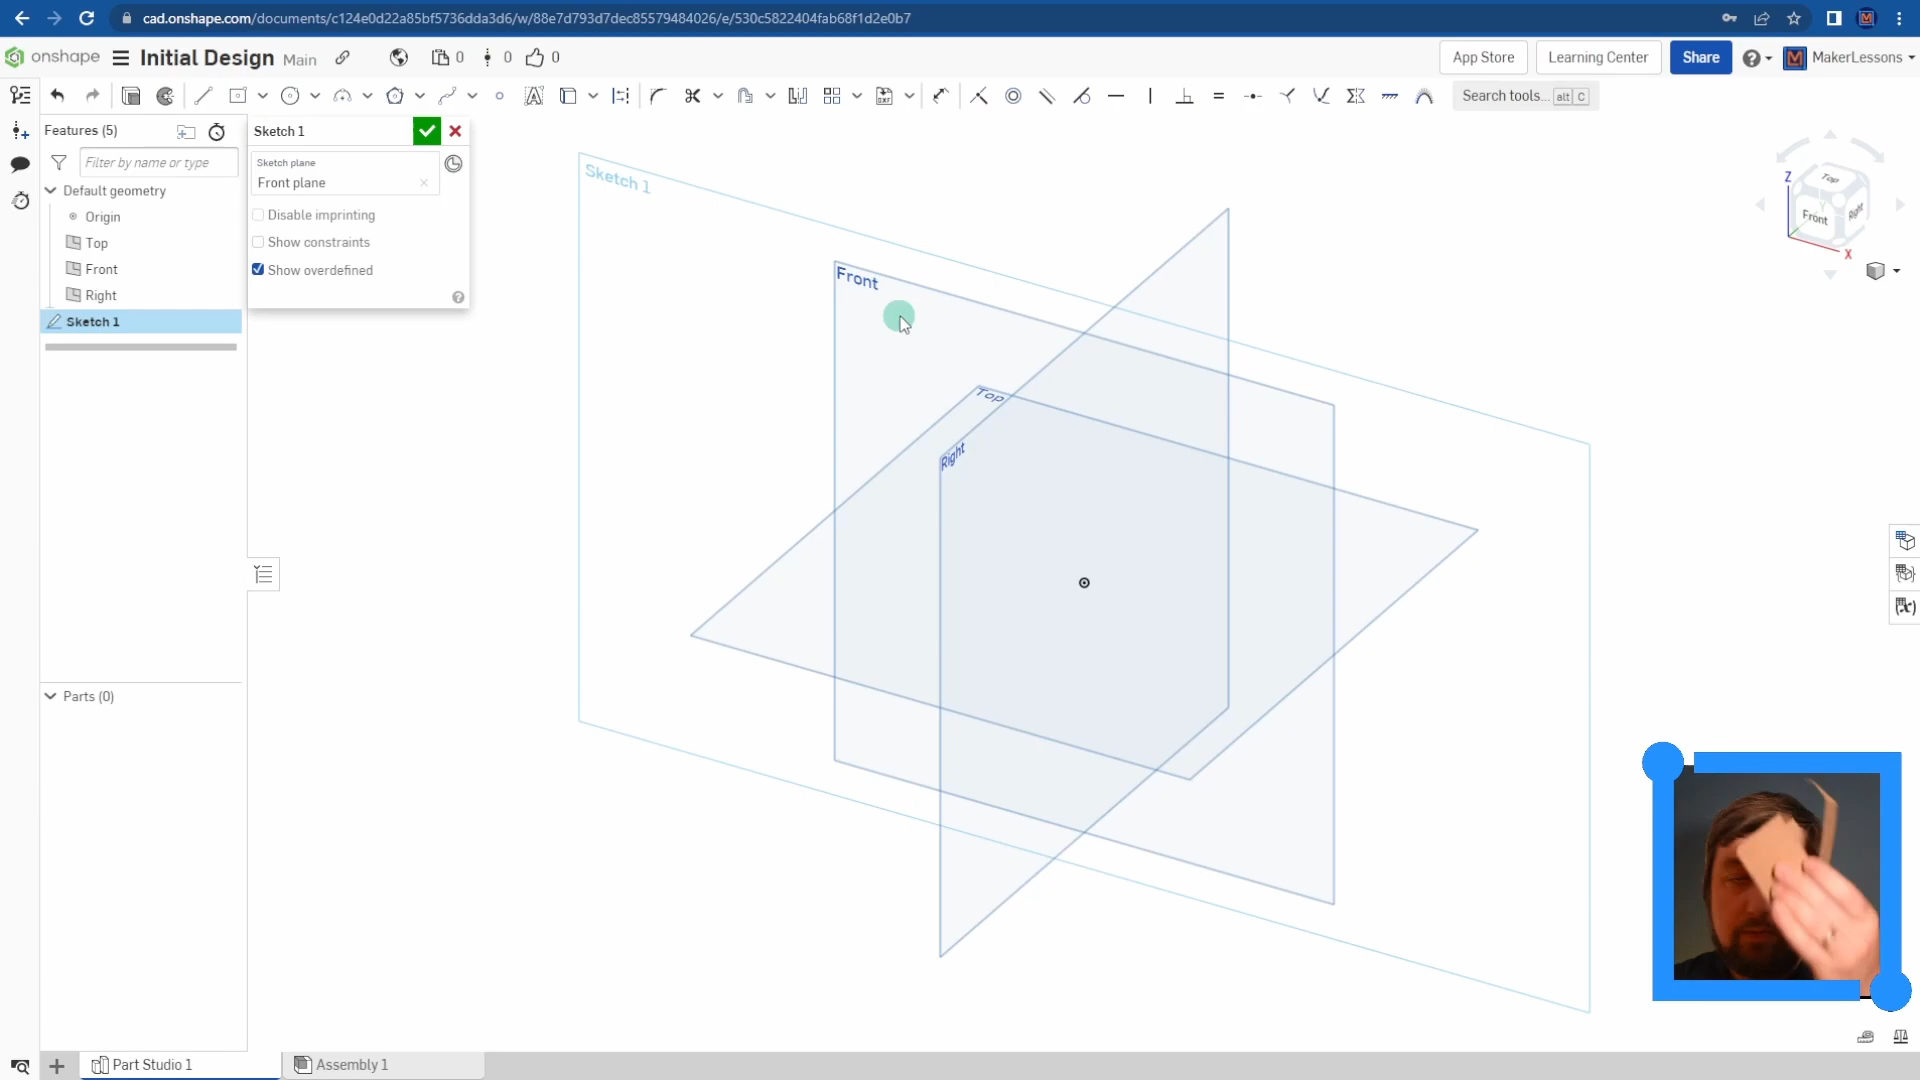 cad.onshape.com/documents/c124e0d22a85bf5736dda3d6/w/88e7d793d7dec85579484026/e/530c5822404fab68f1d2e0b7
onshape Initial Design Main 0 0 0 App Store Learning Center Share MakerLessons
Search tools... alt C
Features (5)
Filter by name or type
Default geometry
Origin
Top
Front
Right
Sketch 1
Parts (0)
Sketch 1
Sketch plane
Front plane
Disable imprinting
Show constraints
Show overdefined
Sketch 1
Front
Top
Right
Z
Top
Y
Front
Right
X
Part Studio 1
Assembly 1